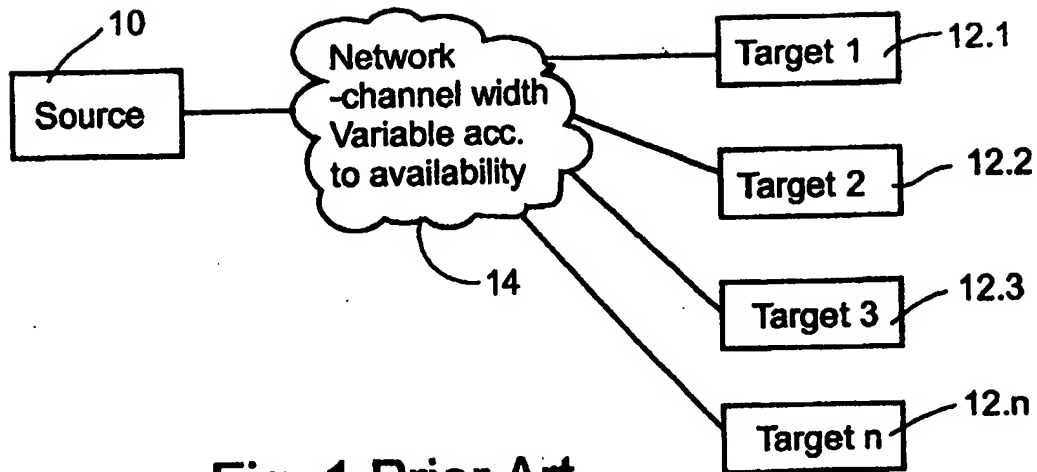 10
Source
Network
-channel width
Variable acc.
to availability
14
Target 1
12.1
Target 2
12.2
Target 3
12.3
Target n
12.n
Fig. 1 Prior Art